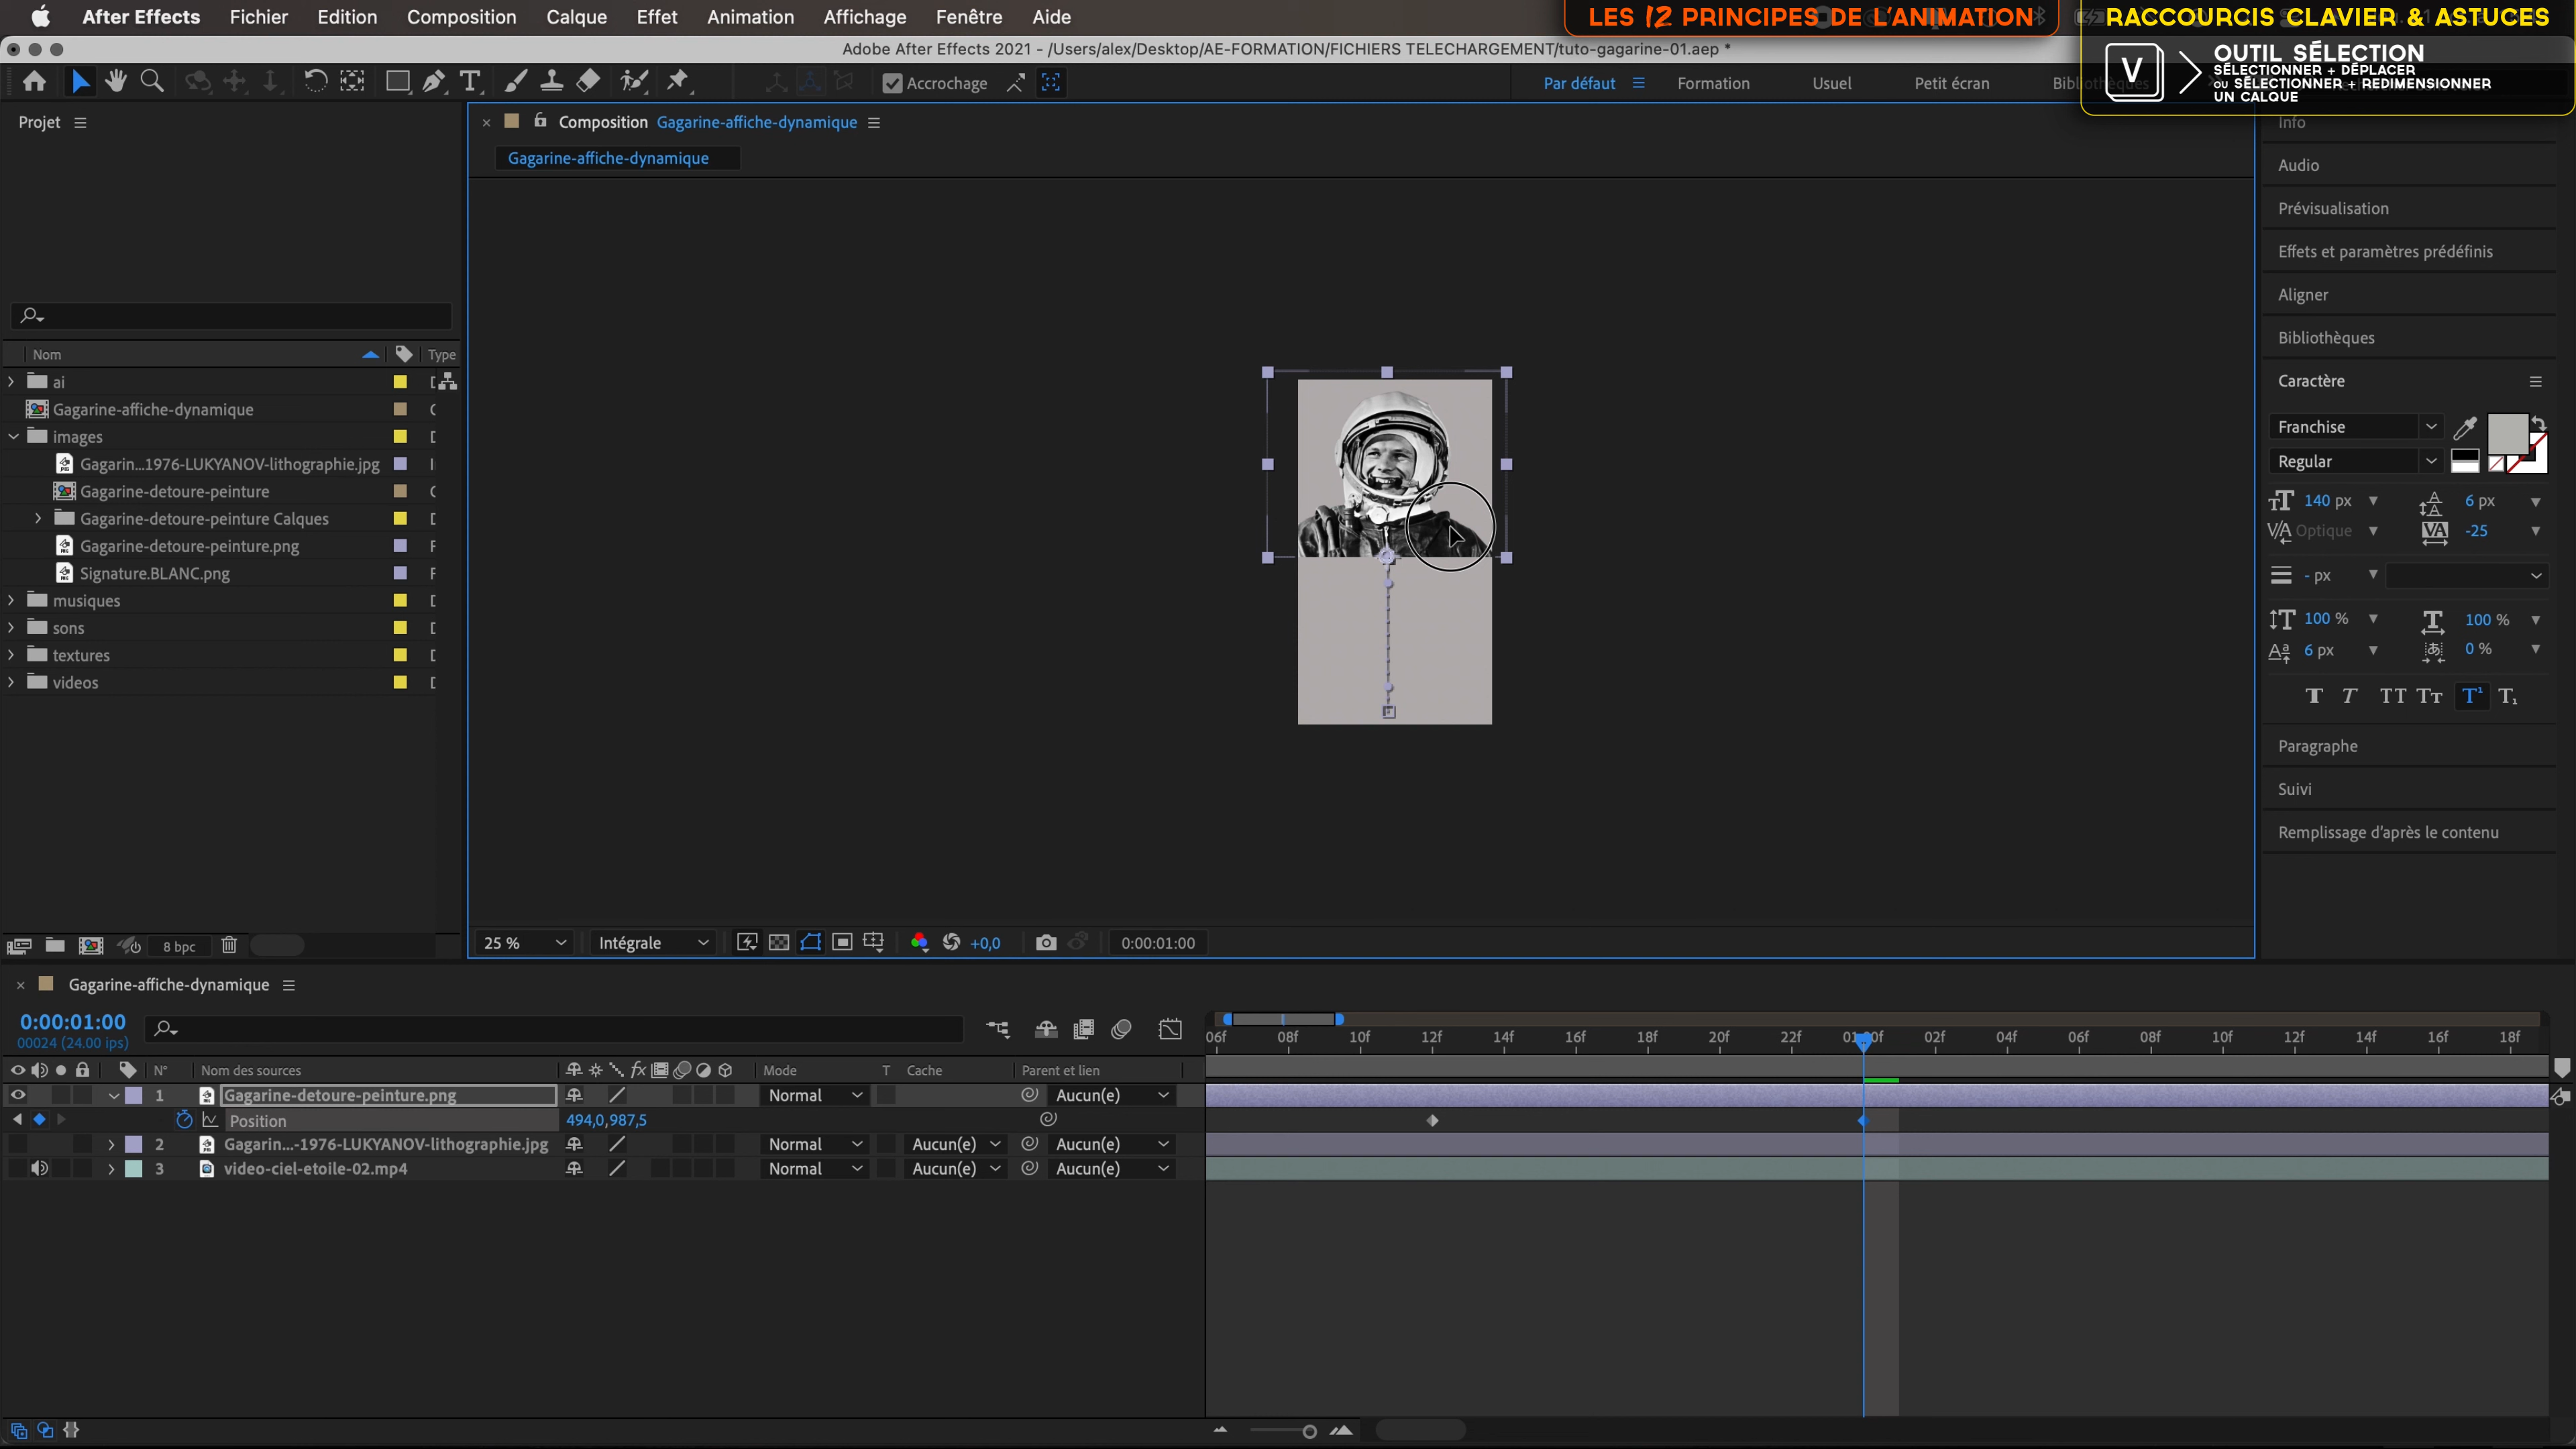 After Effects Fichier Edition Composition Calque Effet Animation Affichage Fenêtre Aide
LES 12 PRINCIPES DE L'ANIMATION
RACCOURCIS CLAVIER & ASTUCES
V
OUTIL SÉLECTION
SÉLECTIONNER + DÉPLACER
OU SÉLECTIONNER + REDIMENSIONNER
UN CALQUE
Adobe After Effects 2021 - /Users/alex/Desktop/AE-FORMATION/FICHIERS TELECHARGEMENT/tuto-gagarine-01.aep *
Accrochage
Par défaut Formation Usuel Petit écran
Projet
Composition Gagarine-affiche-dynamique
Gagarine-affiche-dynamique
Nom Type
ai
Gagarine-affiche-dynamique
images
Gagarin...1976-LUKYANOV-lithographie.jpg
Gagarine-detoure-peinture
Gagarine-detoure-peinture Calques
Gagarine-detoure-peinture.png
Signature.BLANC.png
musiques
sons
textures
videos
8 bpc
25 % Intégrale +0,0 0:00:01:00
Info
Audio
Prévisualisation
Effets et paramètres prédéfinis
Aligner
Bibliothèques
Caractère
Franchise
Regular
140 px 6 px
Optique -25
- px
100 % 100 %
6 px 0 %
Paragraphe
Suivi
Remplissage d'après le contenu
Gagarine-affiche-dynamique
0:00:01:00
00024 (24.00 ips)
06f 08f 10f 12f 14f 16f 18f 20f 22f 01:00f 02f 04f 06f 08f 10f 12f 14f 16f 18f
N° Nom des sources Mode T Cache Parent et lien
1 Gagarine-detoure-peinture.png Normal Aucun(e)
Position 494,0,987,5
2 Gagarin...-1976-LUKYANOV-lithographie.jpg Normal Aucun(e) Aucun(e)
3 video-ciel-etoile-02.mp4 Normal Aucun(e) Aucun(e)